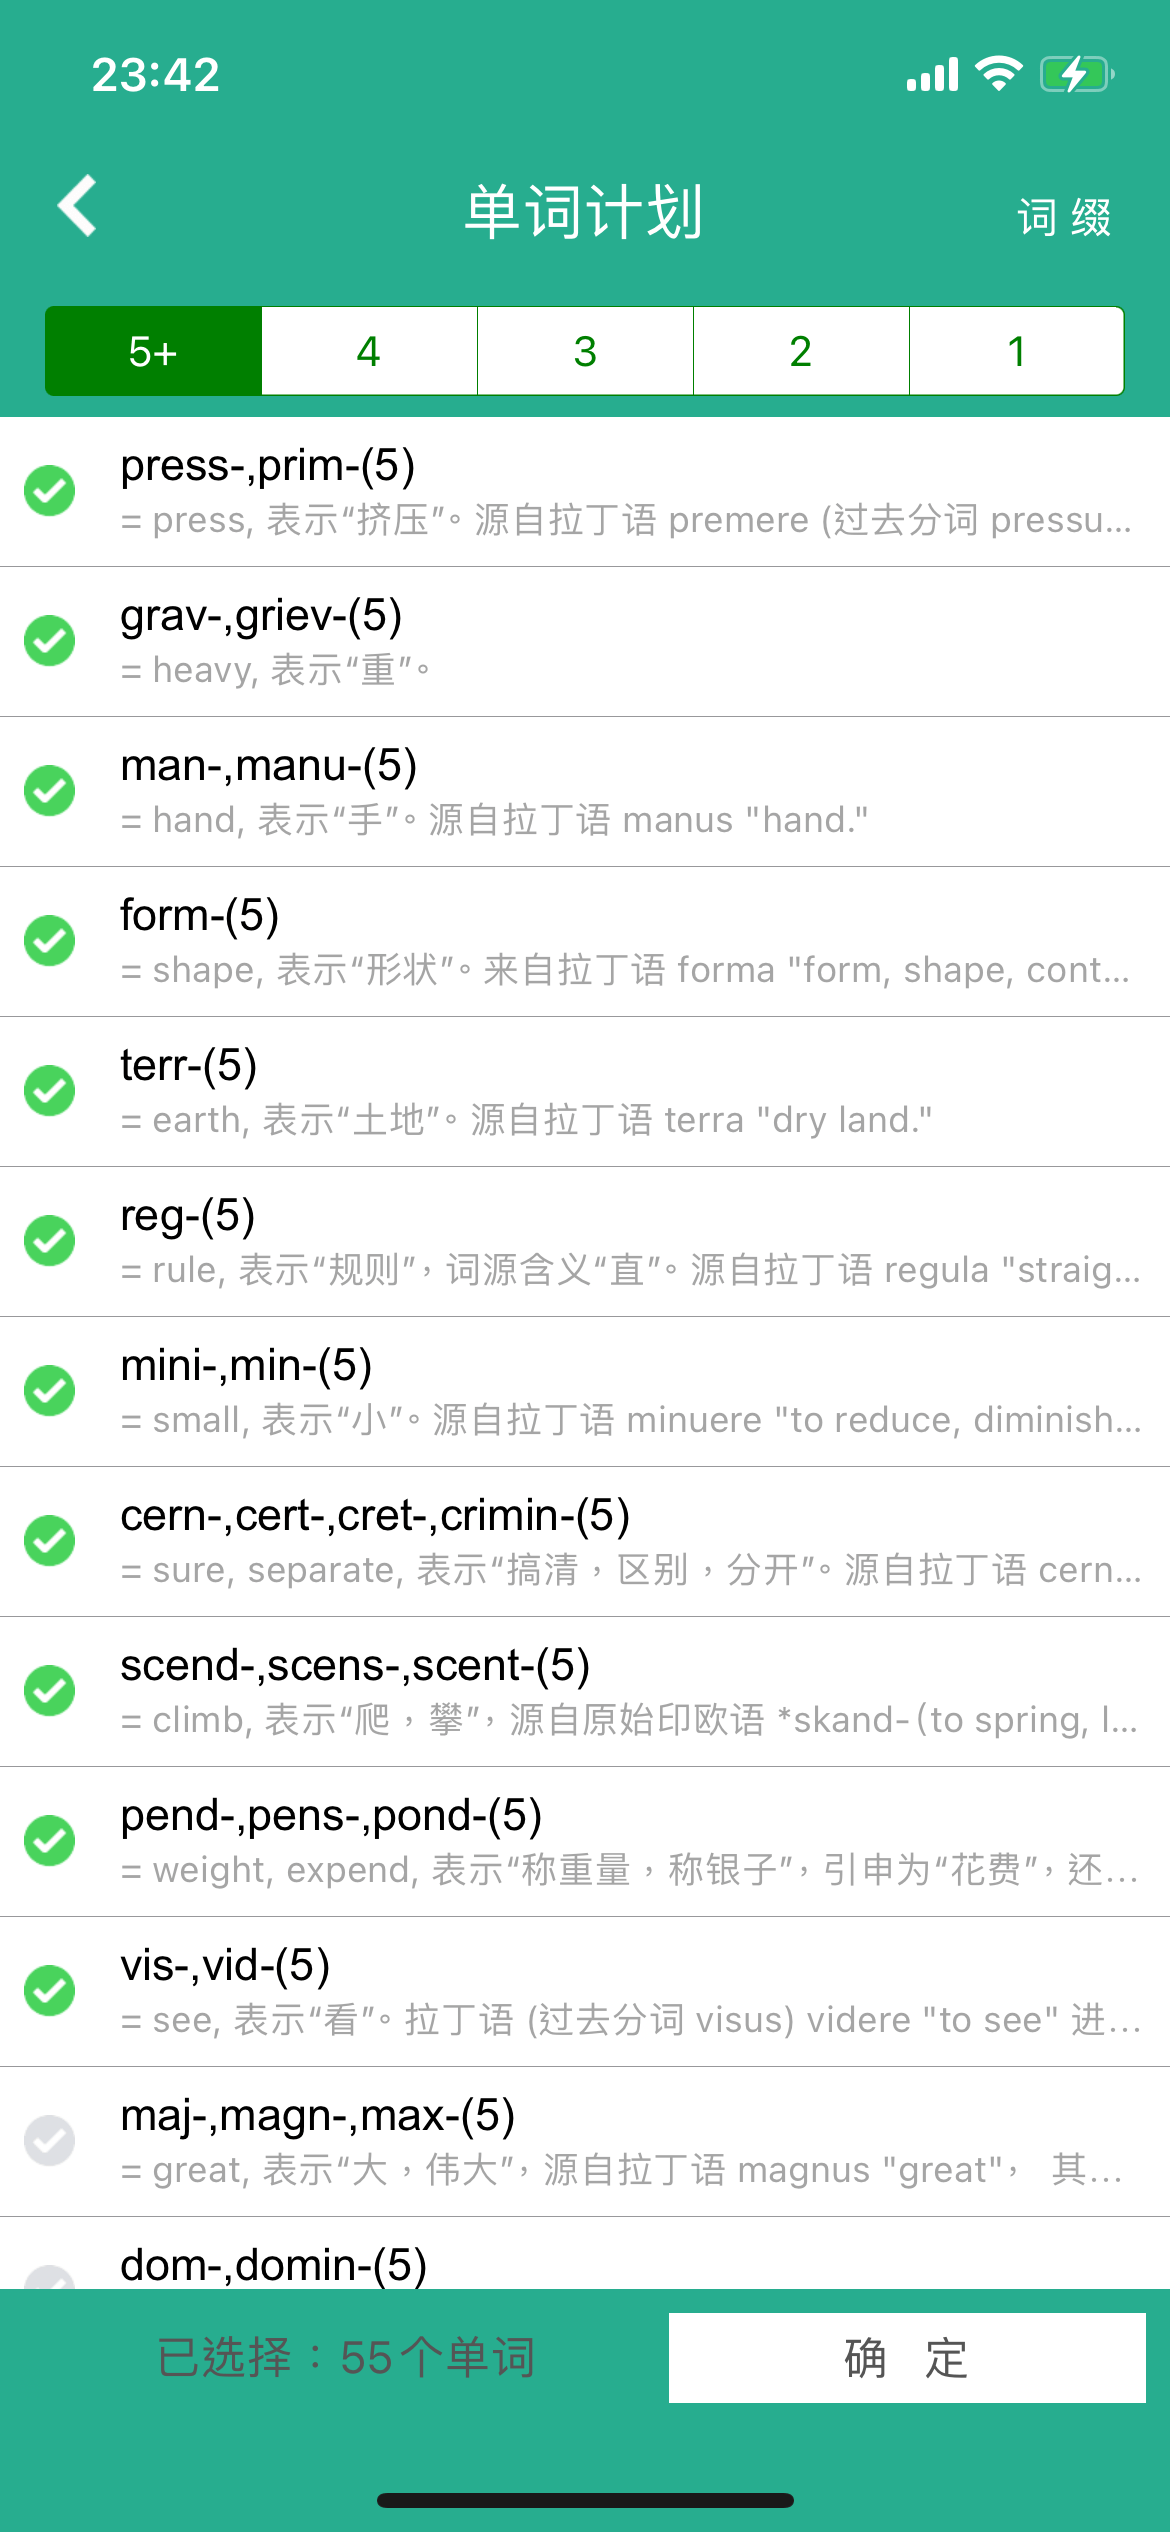 23:42
单词计划
词 缀
5+ 4 3 2 1
press-,prim-(5)
= press, 表示“挤压”。源自拉丁语 premere (过去分词 pressu...
grav-,griev-(5)
= heavy, 表示“重”。
man-,manu-(5)
= hand, 表示“手”。源自拉丁语 manus "hand."
form-(5)
= shape, 表示“形状”。来自拉丁语 forma "form, shape, cont...
terr-(5)
= earth, 表示“土地”。源自拉丁语 terra "dry land."
reg-(5)
= rule, 表示“规则”，词源含义“直”。源自拉丁语 regula "straig...
mini-,min-(5)
= small, 表示“小”。源自拉丁语 minuere "to reduce, diminish...
cern-,cert-,cret-,crimin-(5)
= sure, separate, 表示“搞清，区别，分开”。源自拉丁语 cern...
scend-,scens-,scent-(5)
= climb, 表示“爬，攀”，源自原始印欧语 *skand-（to spring, l...
pend-,pens-,pond-(5)
= weight, expend, 表示“称重量，称银子”，引申为“花费”，还...
vis-,vid-(5)
= see, 表示“看”。拉丁语 (过去分词 visus) videre "to see" 进...
maj-,magn-,max-(5)
= great, 表示“大，伟大”，源自拉丁语 magnus "great"， 其...
dom-,domin-(5)
已选择：55个单词
确 定